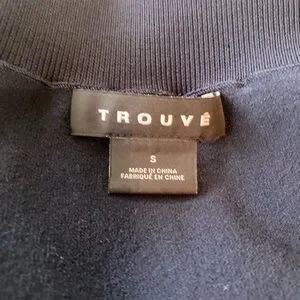 TROUVÉ
S
MADE IN CHINA
FABRIQUÉ EN CHINE